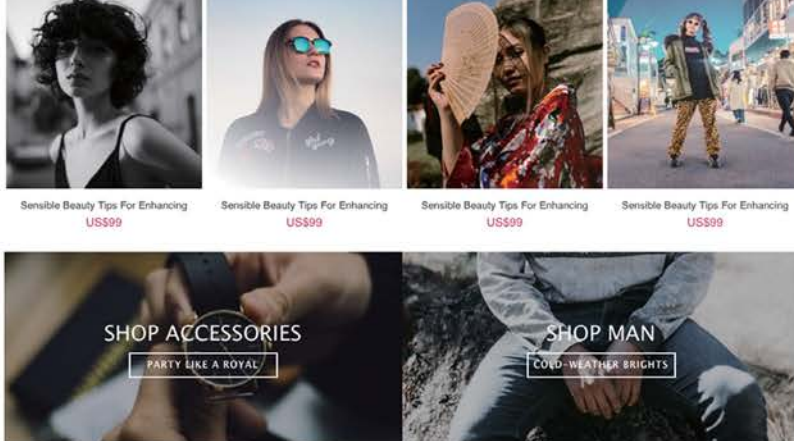 Sensible Beauty Tips For Enhancing
US$99
Sensible Beauty Tips For Enhancing
US$99
Sensible Beauty Tips For Enhancing
US$99
Sensible Beauty Tips For Enhancing
US$99
SHOP ACCESSORIES
PARTY LIKE A ROYAL
SHOP MAN
COLD-WEATHER BRIGHTS